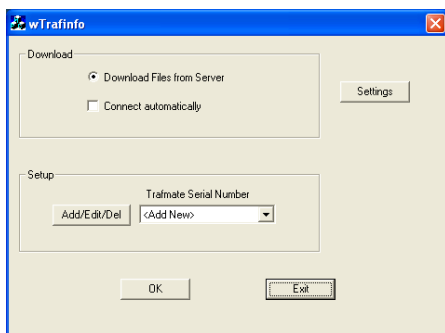 wTrafinfo
Download
Download Files from Server
Connect automatically
Settings
Setup
Trafmate Serial Number
Add/Edit/Del
<Add New>
OK
Exit